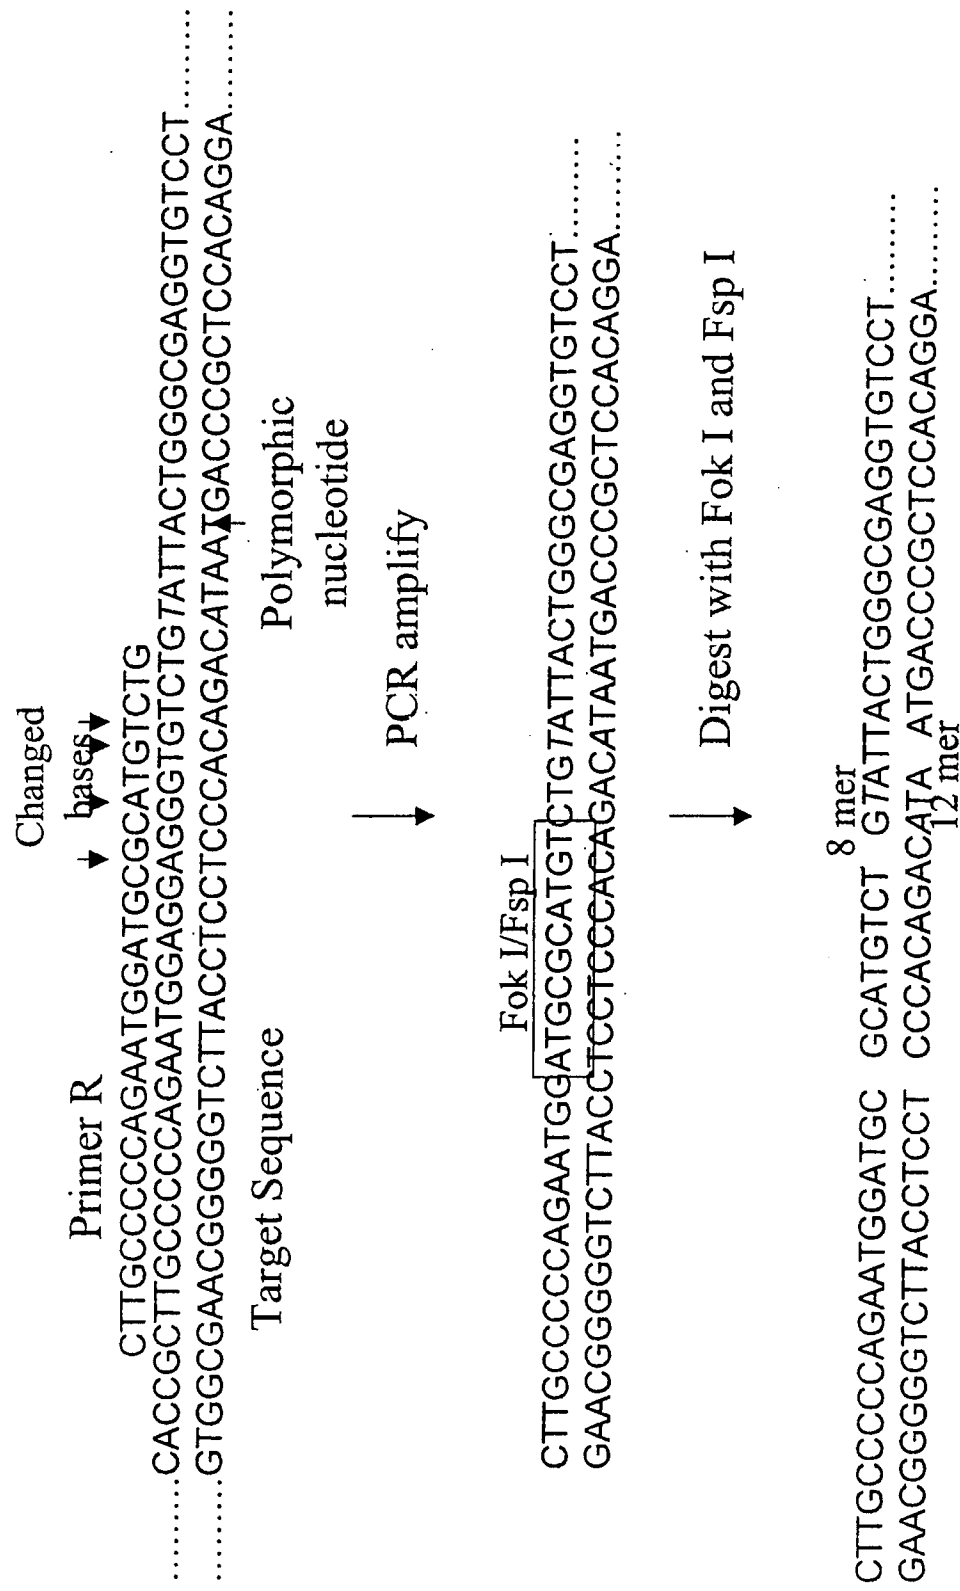 Changed
bases
Primer R
CTTGCCCCCAGAATGGATGCGCATGTCTG
.........CACCGCTTGCCCCCAGAATGGAGGAGGGTGTCTGTATTACTGGGCGAGGTGTCCT.........
.........GTGGCGAACGGGGGTCTTACCTCCTCCCACAGACATAATGACCCGCTCCACAGGA.........
Target Sequence
Polymorphic
nucleotide
PCR amplify
Fok I/Fsp I
CTTGCCCCCAGAATGGATGCGCATGTCTGTATTACTGGGCGAGGTGTCCT.........
GAACGGGGGTCTTACCTCCTCCCACAGACATAATGACCCGCTCCACAGGA.........
Digest with Fok I and Fsp I
8 mer
CTTGCCCCCAGAATGGATGC GCATGTCT GTATTACTGGGCGAGGTGTCCT.........
GAACGGGGGTCTTACCTCCT CCCACAGACATA ATGACCCGCTCCACAGGA.........
12 mer